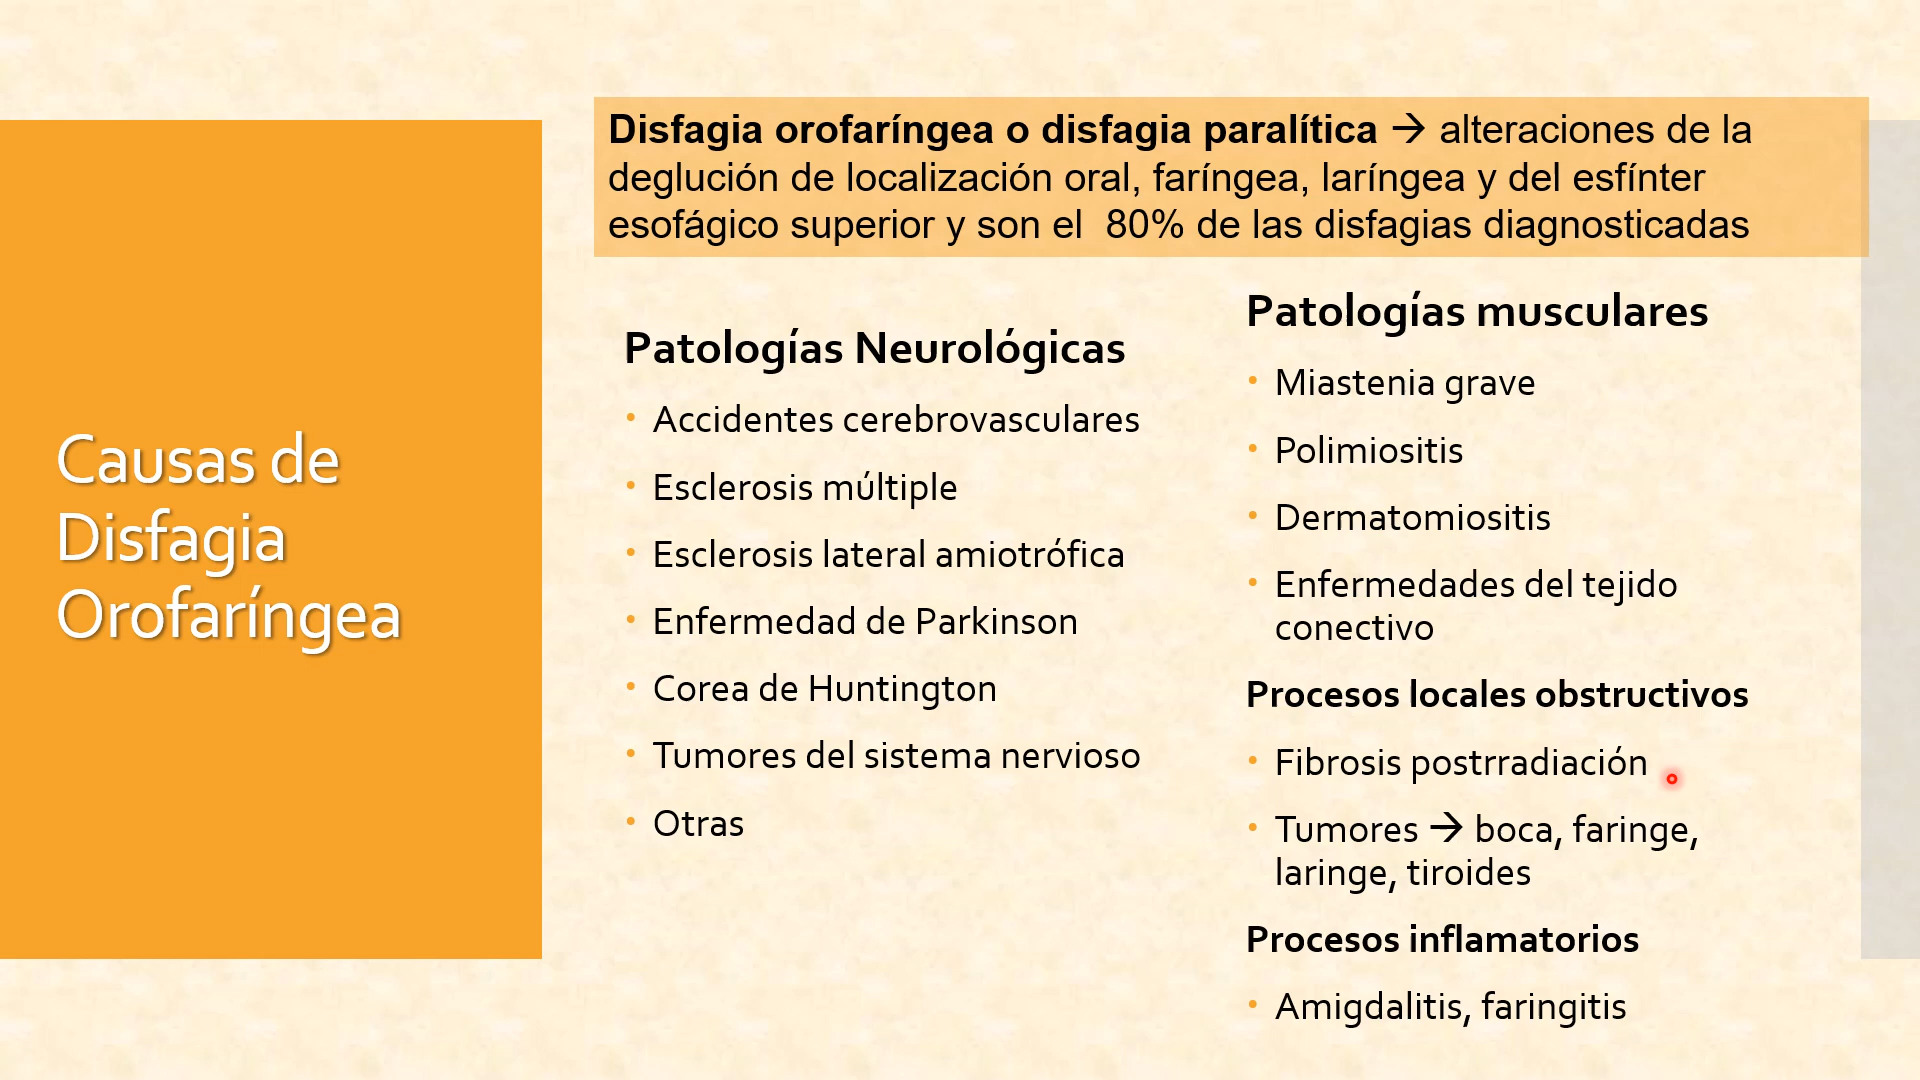 Causas de
Disfagia
Orofaríngea
Disfagia orofaríngea o disfagia paralítica → alteraciones de la
deglución de localización oral, faríngea, laríngea y del esfínter
esofágico superior y son el  80% de las disfagias diagnosticadas
Patologías Neurológicas
• Accidentes cerebrovasculares
• Esclerosis múltiple
• Esclerosis lateral amiotrófica
• Enfermedad de Parkinson
• Corea de Huntington
• Tumores del sistema nervioso
• Otras
Patologías musculares
• Miastenia grave
• Polimiositis
• Dermatomiositis
• Enfermedades del tejido
conectivo
Procesos locales obstructivos
• Fibrosis postrradiación
• Tumores → boca, faringe,
laringe, tiroides
Procesos inflamatorios
• Amigdalitis, faringitis